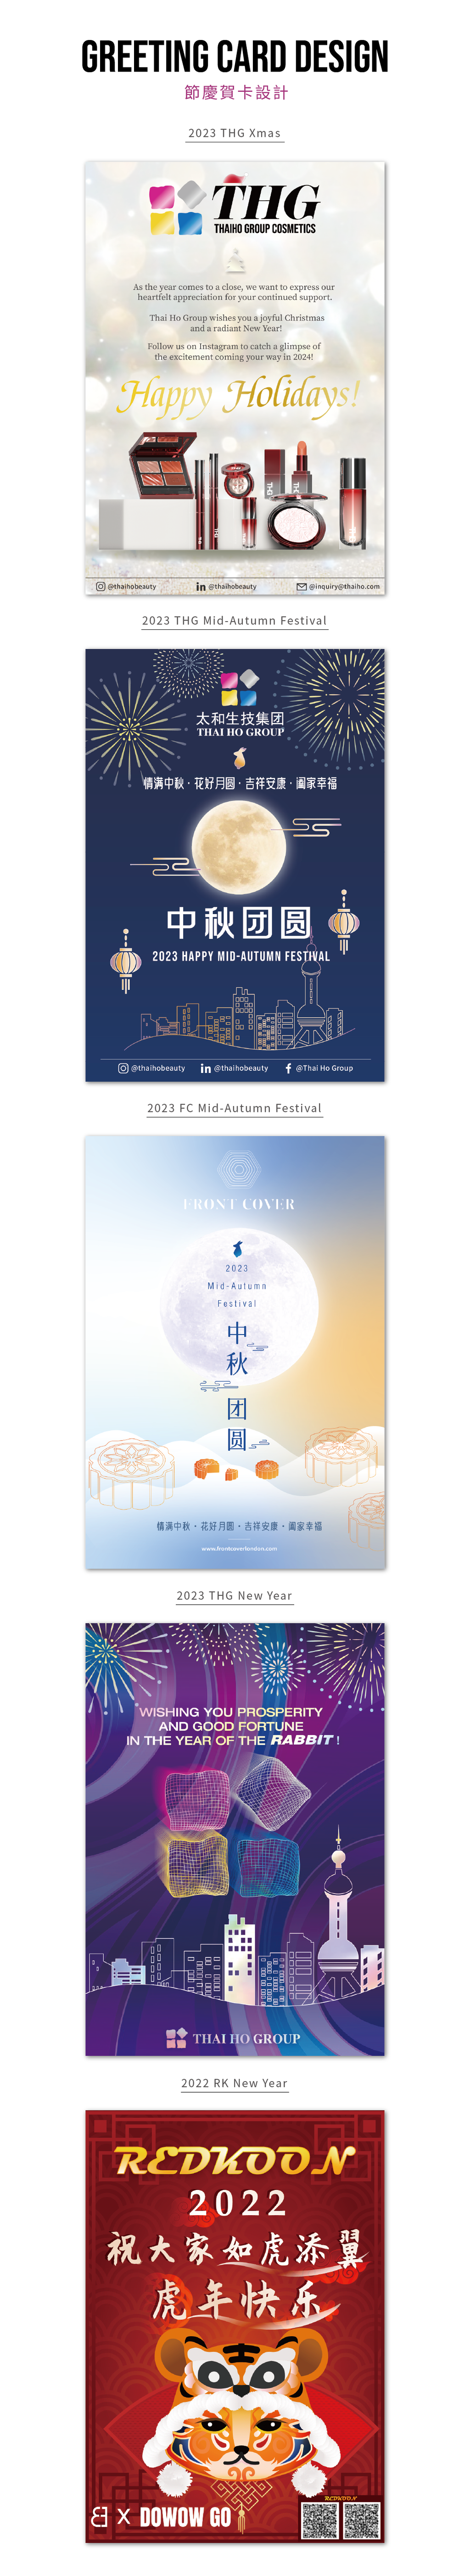 GREETING CARD DESIGN
節慶賀卡設計
2023 THG Xmas
THG
THAIHO GROUP COSMETICS
As the year comes to a close, we want to express our
heartfelt appreciation for your continued support.
Thai Ho Group wishes you a joyful Christmas
and a radiant New Year!
Follow us on Instagram to catch a glimpse of
the excitement coming your way in 2024!
Happy Holidays!
@thaihobeauty
in @thaihobeauty
@inquiry@thaiho.com
2023 THG Mid-Autumn Festival
太和生技集团
THAI HO GROUP
情满中秋·花好月圆·吉祥安康·阖家幸福
中秋团圆
2023 HAPPY MID-AUTUMN FESTIVAL
@thaihobeauty
in @thaihobeauty
f @Thai Ho Group
2023 FC Mid-Autumn Festival
FRONT COVER
2023
Mid-Autumn
Festival
中
秋
团
圆
情满中秋·花好月圆·吉祥安康·阖家幸福
www.frontcoverlondon.com
2023 THG New Year
WISHING YOU PROSPERITY
AND GOOD FORTUNE
IN THE YEAR OF THE RABBIT !
THAI HO GROUP
2022 RK New Year
REDKOON
2022
祝大家如虎添翼
虎年快乐
X DOWOW GO
REDKOON